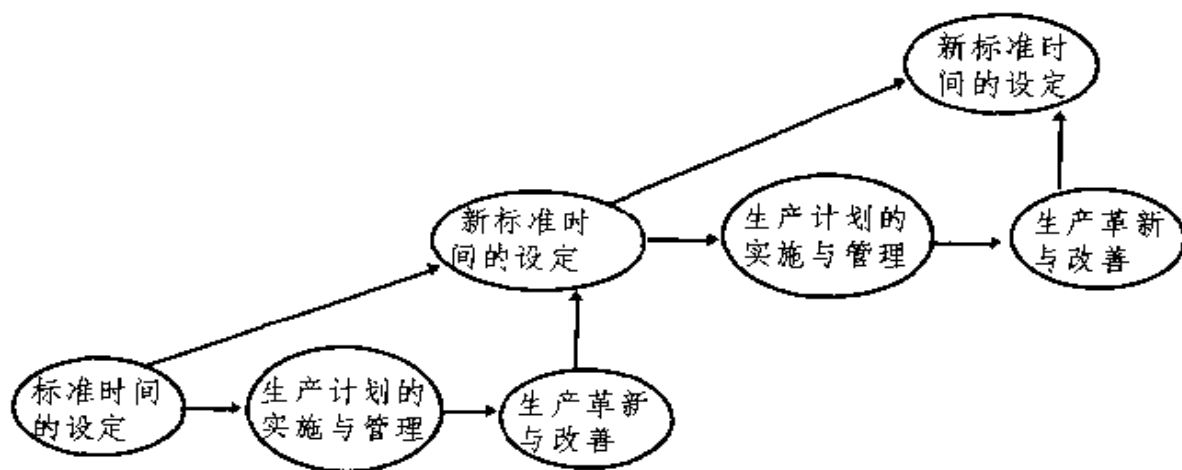 新标准时
间的设定
新标准时
间的设定
生产计划的
实施与管理
生产革新
与改善
标准时间
的设定
生产计划的
实施与管理
生产革新
与改善